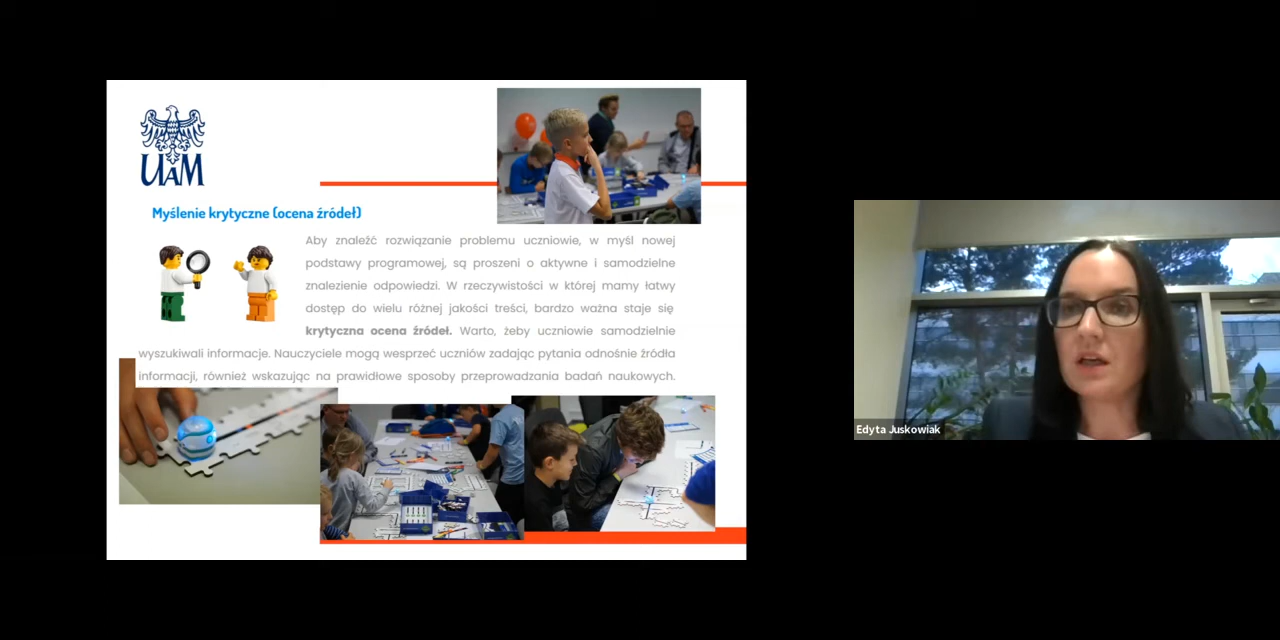 UAM
Myślenie krytyczne (ocena źródeł)
Aby znaleźć rozwiązanie problemu uczniowie, w myśl nowej
podstawy programowej, są proszeni o aktywne i samodzielne
znalezienie odpowiedzi. W rzeczywistości w której mamy łatwy
dostęp do wielu różnej jakości treści, bardzo ważna staje się
krytyczna ocena źródeł. Warto, żeby uczniowie samodzielnie
wyszukiwali informacje. Nauczyciele mogą wesprzeć uczniów zadając pytania odnośnie źródła
informacji, również wskazując na prawidłowe sposoby przeprowadzania badań naukowych.
Edyta Juskowiak